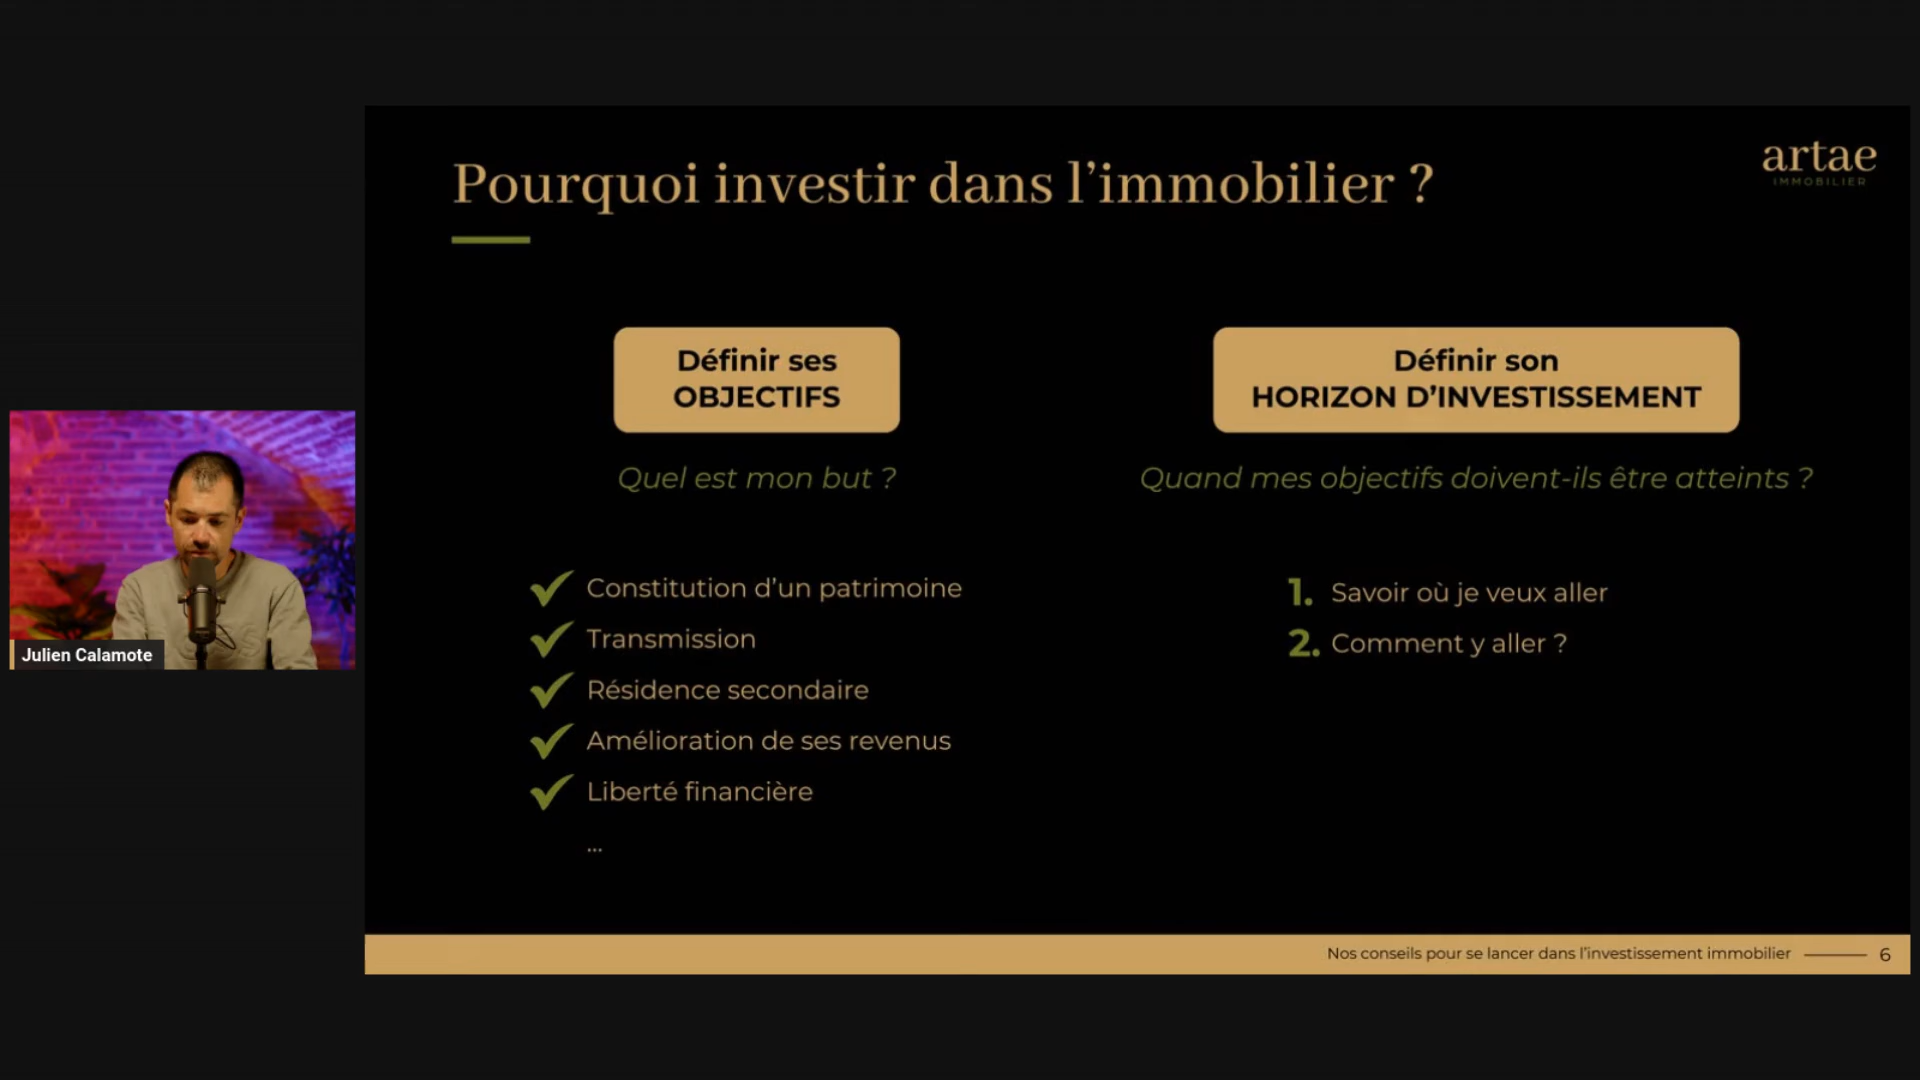 Pourquoi investir dans l’immobilier ?
artae
IMMOBILIER
Définir ses
OBJECTIFS
Quel est mon but ?
Constitution d’un patrimoine
Transmission
Résidence secondaire
Amélioration de ses revenus
Liberté financière
...
Définir son
HORIZON D’INVESTISSEMENT
Quand mes objectifs doivent-ils être atteints ?
1. Savoir où je veux aller
2. Comment y aller ?
Julien Calamote
Nos conseils pour se lancer dans l’investissement immobilier 6